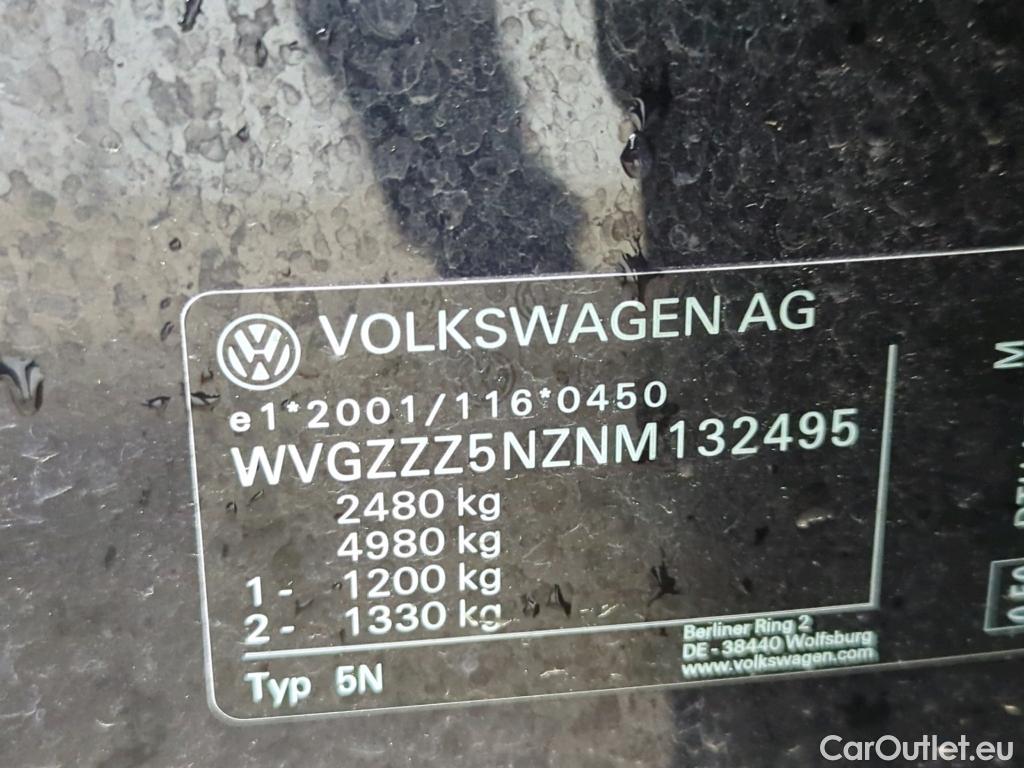 VOLKSWAGEN AG
e1*2001/116*0450
WVGZZZ5NZNM132495
2480 kg
4980 kg
1- 1200 kg
2- 1330 kg
Typ 5N
Berliner Ring 2
DE - 38440 Wolfsburg
www.volkswagen.com
M
CarOutlet.eu